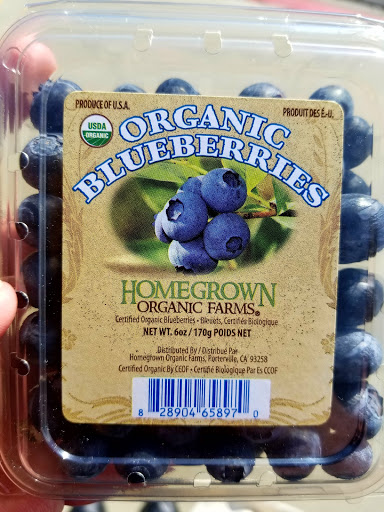 PRODUCE OF U.S.A.
PRODUIT DES É.-U.
USDA
ORGANIC
ORGANIC
BLUEBERRIES
HOMEGROWN
ORGANIC FARMS®
Certified Organic Blueberries • Bleuets, Certifiée Biologique
NET WT. 6oz / 170g POIDS NET
Distributed By / Distribué Par
Homegrown Organic Farms, Porterville, CA 93258
Certified Organic By CCOF • Certifié Biologique Par Es CCOF
8 28904 65897 0